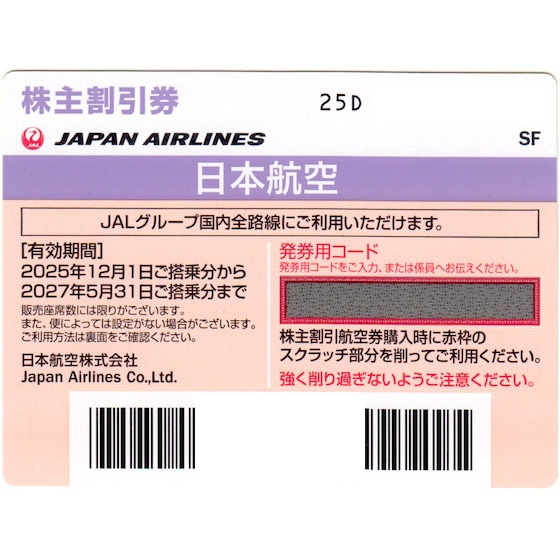 株主割引券
25D
JAL JAPAN AIRLINES
SF
日本航空
JALグループ国内全路線にご利用いただけます。
[有効期間]
2025年12月1日ご搭乗分から
2027年5月31日ご搭乗分まで
販売座席数には限りがございます。
また、便によっては設定がない場合がございます。
ご利用方法は裏面をご確認ください。
日本航空株式会社
Japan Airlines Co.,Ltd.
発券用コード
発券用コードをご入力、または係員へお伝えください。
株主割引航空券購入時に赤枠の
スクラッチ部分を削ってご利用ください。
強く削り過ぎないようご注意ください。